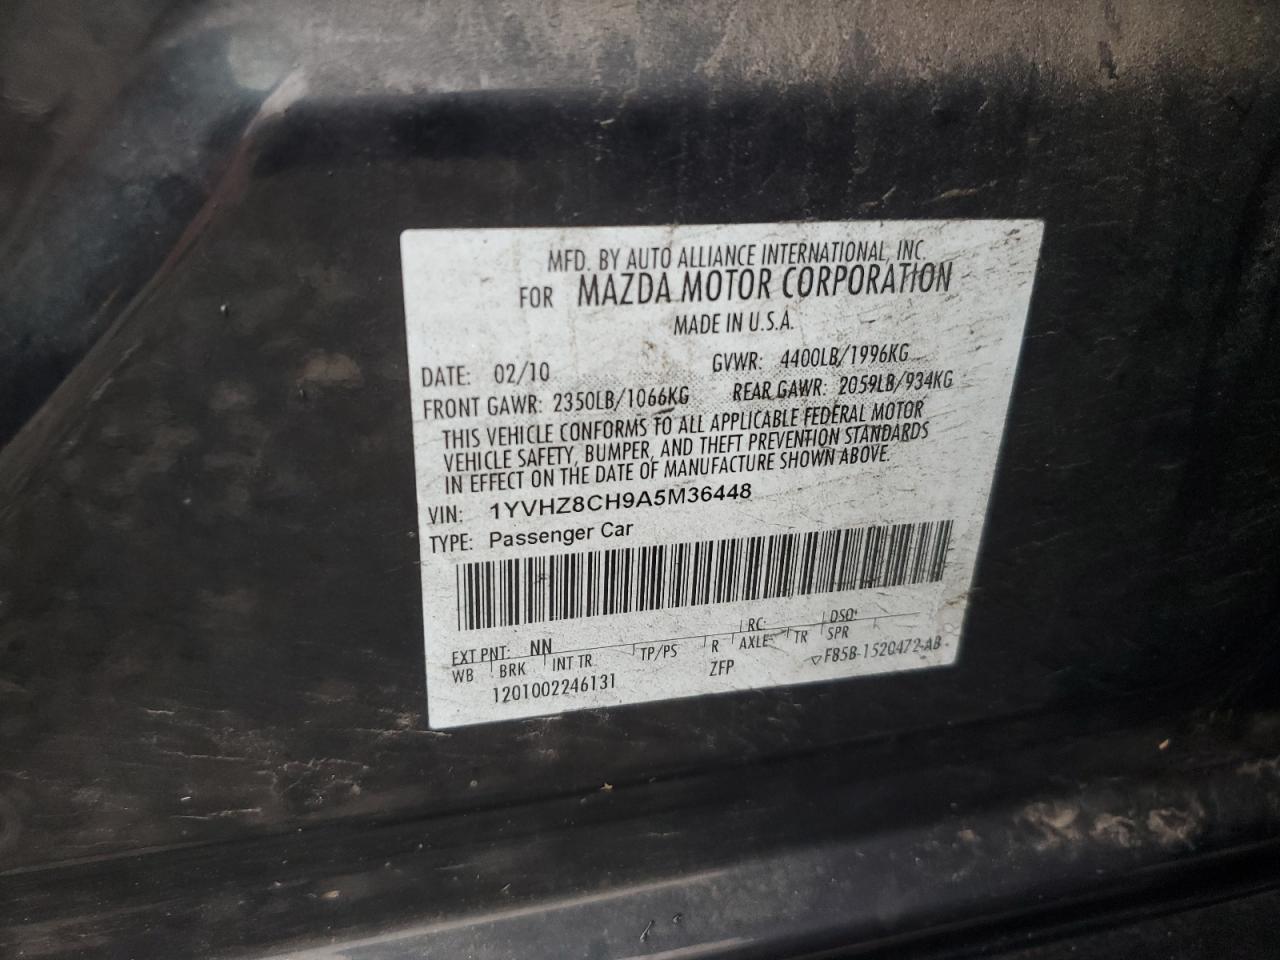 MFD. BY AUTO ALLIANCE INTERNATIONAL, INC.
FOR MAZDA MOTOR CORPORATION
MADE IN U.S.A.
DATE: 02/10 GVWR: 4400LB/1996KG
FRONT GAWR: 2350LB/1066KG REAR GAWR: 2059LB/934KG
THIS VEHICLE CONFORMS TO ALL APPLICABLE FEDERAL MOTOR
VEHICLE SAFETY, BUMPER, AND THEFT PREVENTION STANDARDS
IN EFFECT ON THE DATE OF MANUFACTURE SHOWN ABOVE.
VIN: 1YVHZ8CH9A5M36448
TYPE: Passenger Car
EXT PNT: NN RC: DSO:
WB BRK INT TR TP/PS R AXLE TR SPR
1201002246131 ZFP ▽F85B-1520472-AB